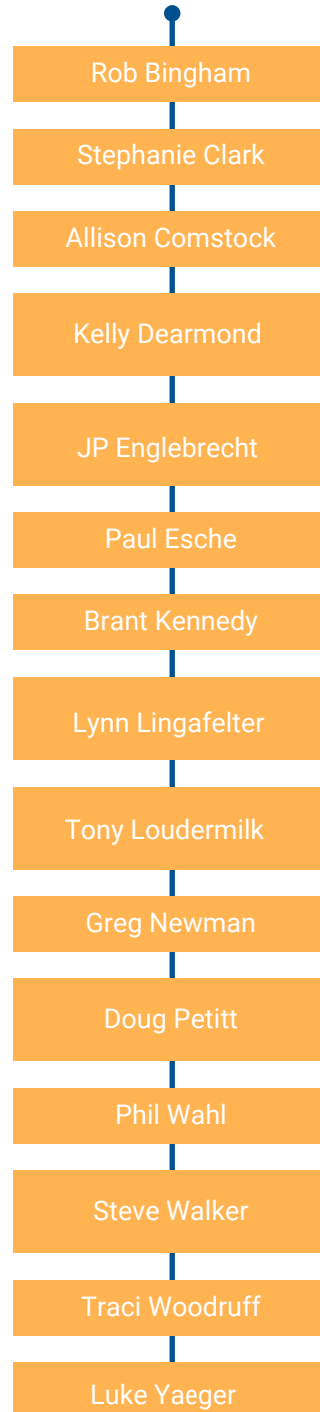 Rob Bingham
Stephanie Clark
Allison Comstock
Kelly Dearmond
JP Englebrecht
Paul Esche
Brant Kennedy
Lynn Lingafelter
Tony Loudermilk
Greg Newman
Doug Petitt
Phil Wahl
Steve Walker
Traci Woodruff
Luke Yaeger